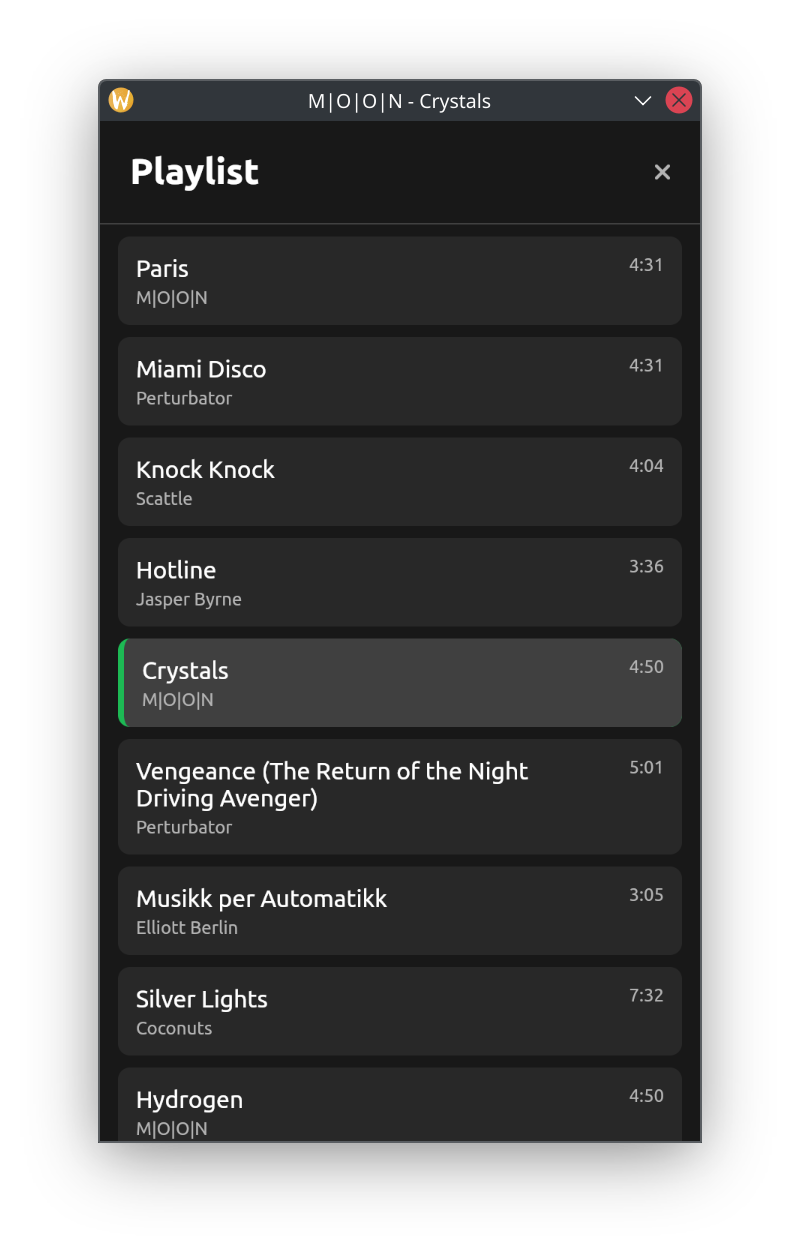 W
M|O|O|N - Crystals
Playlist
Paris
4:31
M|O|O|N
Miami Disco
4:31
Perturbator
Knock Knock
4:04
Scattle
Hotline
3:36
Jasper Byrne
Crystals
4:50
M|O|O|N
Vengeance (The Return of the Night
5:01
Driving Avenger)
Perturbator
Musikk per Automatikk
3:05
Elliott Berlin
Silver Lights
7:32
Coconuts
Hydrogen
4:50
M|O|O|N